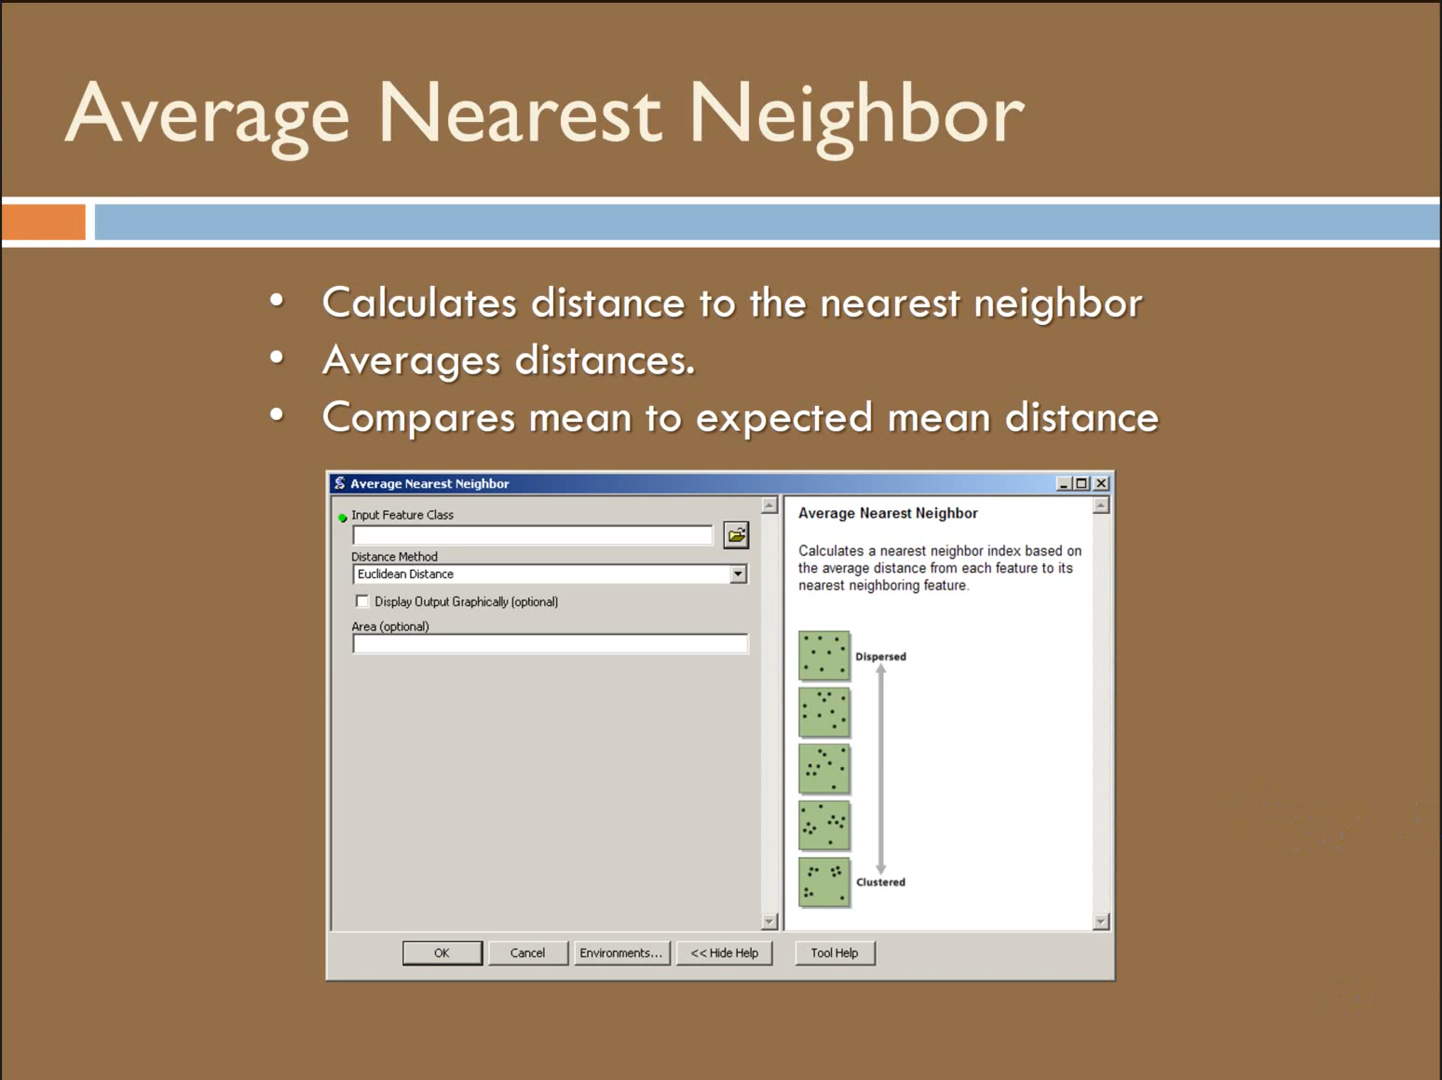 Average Nearest Neighbor
• Calculates distance to the nearest neighbor
• Averages distances.
• Compares mean to expected mean distance
Average Nearest Neighbor
Input Feature Class
Distance Method
Euclidean Distance
Display Output Graphically (optional)
Area (optional)
Average Nearest Neighbor
Calculates a nearest neighbor index based on
the average distance from each feature to its
nearest neighboring feature.
Dispersed
Clustered
OK
Cancel
Environments...
<< Hide Help
Tool Help